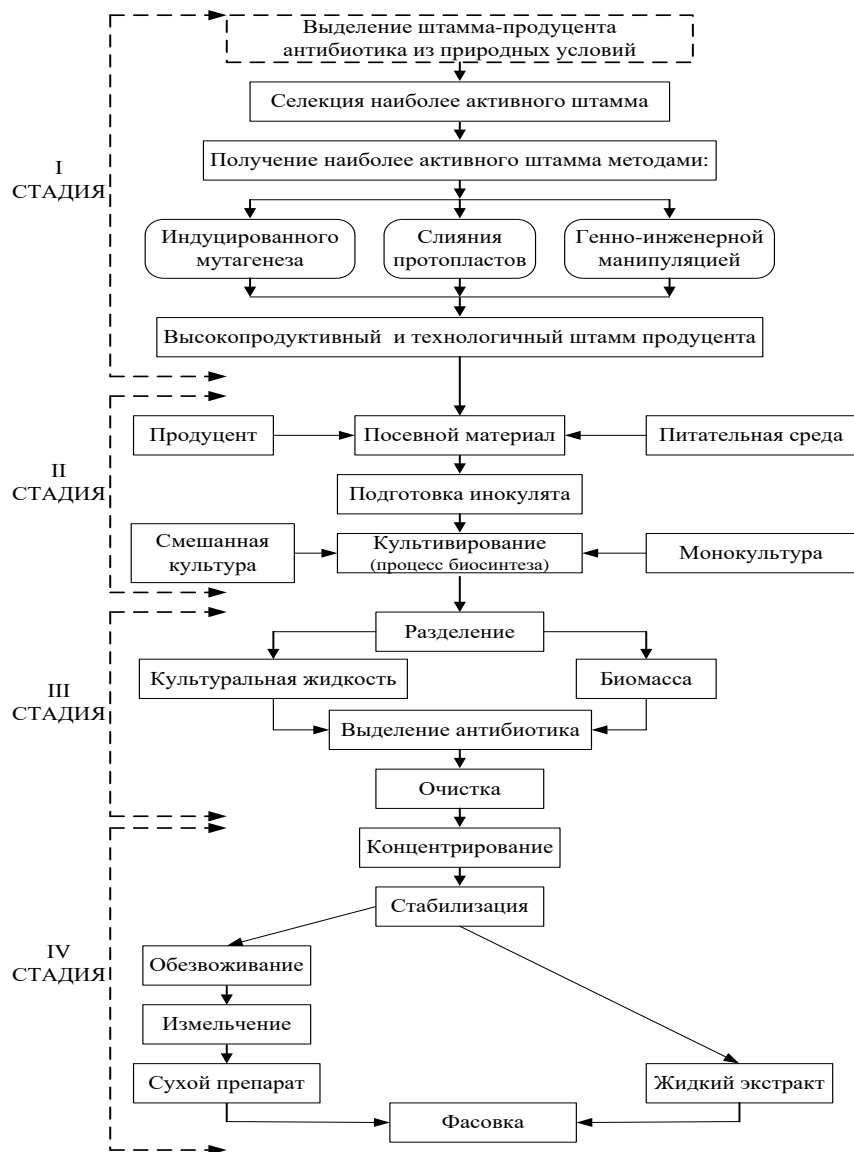 Выделение штамма-продуцента
антибиотика из природных условий
Селекция наиболее активного штамма
I
СТАДИЯ
Получение наиболее активного штамма методами:
Индуцированного
мутагенеза
Слияния
протопластов
Генно-инженерной
манипуляцией
Высокопродуктивный и технологичный штамм продуцента
II
СТАДИЯ
Продуцент
Посевной материал
Питательная среда
Подготовка инокулята
Смешанная
культура
Культивирование
(процесс биосинтеза)
Монокультура
III
СТАДИЯ
Разделение
Культуральная жидкость
Биомасса
Выделение антибиотика
Очистка
IV
СТАДИЯ
Концентрирование
Стабилизация
Обезвоживание
Измельчение
Сухой препарат
Жидкий экстракт
Фасовка